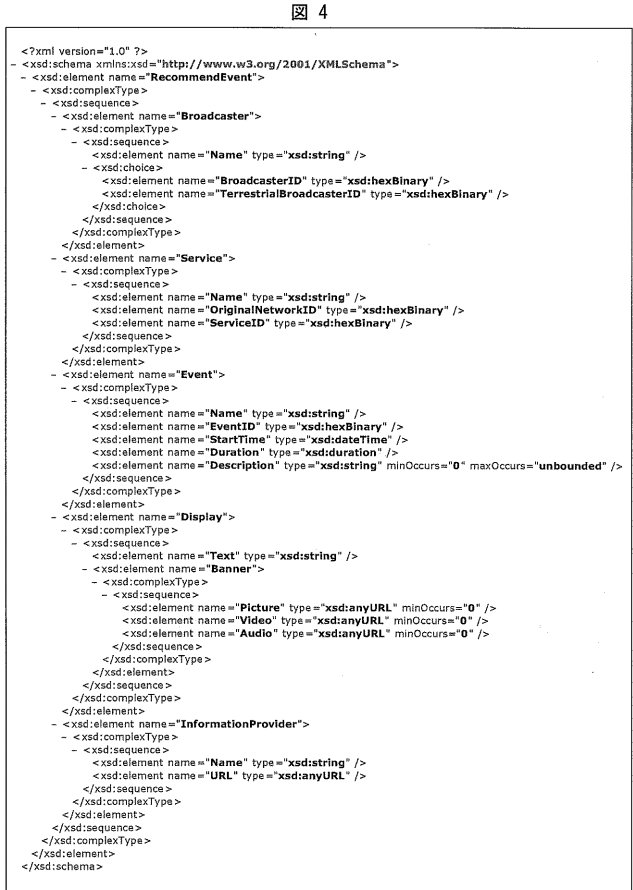 図 4
<?xml version="1.0" ?>
- <xsd:schema xmlns:xsd="http://www.w3.org/2001/XMLSchema">
- <xsd:element name="RecommendEvent">
- <xsd:complexType>
- <xsd:sequence>
- <xsd:element name="Broadcaster">
- <xsd:complexType>
- <xsd:sequence>
<xsd:element name="Name" type="xsd:string" />
- <xsd:choice>
<xsd:element name="BroadcasterID" type="xsd:hexBinary" />
<xsd:element name="TerrestrialBroadcasterID" type="xsd:hexBinary" />
</xsd:choice>
</xsd:sequence>
</xsd:complexType>
</xsd:element>
- <xsd:element name="Service">
- <xsd:complexType>
- <xsd:sequence>
<xsd:element name="Name" type="xsd:string" />
<xsd:element name="OriginalNetworkID" type="xsd:hexBinary" />
<xsd:element name="ServiceID" type="xsd:hexBinary" />
</xsd:sequence>
</xsd:complexType>
</xsd:element>
- <xsd:element name="Event">
- <xsd:complexType>
- <xsd:sequence>
<xsd:element name="Name" type="xsd:string" />
<xsd:element name="EventID" type="xsd:hexBinary" />
<xsd:element name="StartTime" type="xsd:dateTime" />
<xsd:element name="Duration" type="xsd:duration" />
<xsd:element name="Description" type="xsd:string" minOccurs="0" maxOccurs="unbounded" />
</xsd:sequence>
</xsd:complexType>
</xsd:element>
- <xsd:element name="Display">
- <xsd:complexType>
- <xsd:sequence>
<xsd:element name="Text" type="xsd:string" />
- <xsd:element name="Banner">
- <xsd:complexType>
- <xsd:sequence>
<xsd:element name="Picture" type="xsd:anyURL" minOccurs="0" />
<xsd:element name="Video" type="xsd:anyURL" minOccurs="0" />
<xsd:element name="Audio" type="xsd:anyURL" minOccurs="0" />
</xsd:sequence>
</xsd:complexType>
</xsd:element>
</xsd:sequence>
</xsd:complexType>
</xsd:element>
- <xsd:element name="InformationProvider">
- <xsd:complexType>
- <xsd:sequence>
<xsd:element name="Name" type="xsd:string" />
<xsd:element name="URL" type="xsd:anyURL" />
</xsd:sequence>
</xsd:complexType>
</xsd:element>
</xsd:sequence>
</xsd:complexType>
</xsd:element>
</xsd:schema>